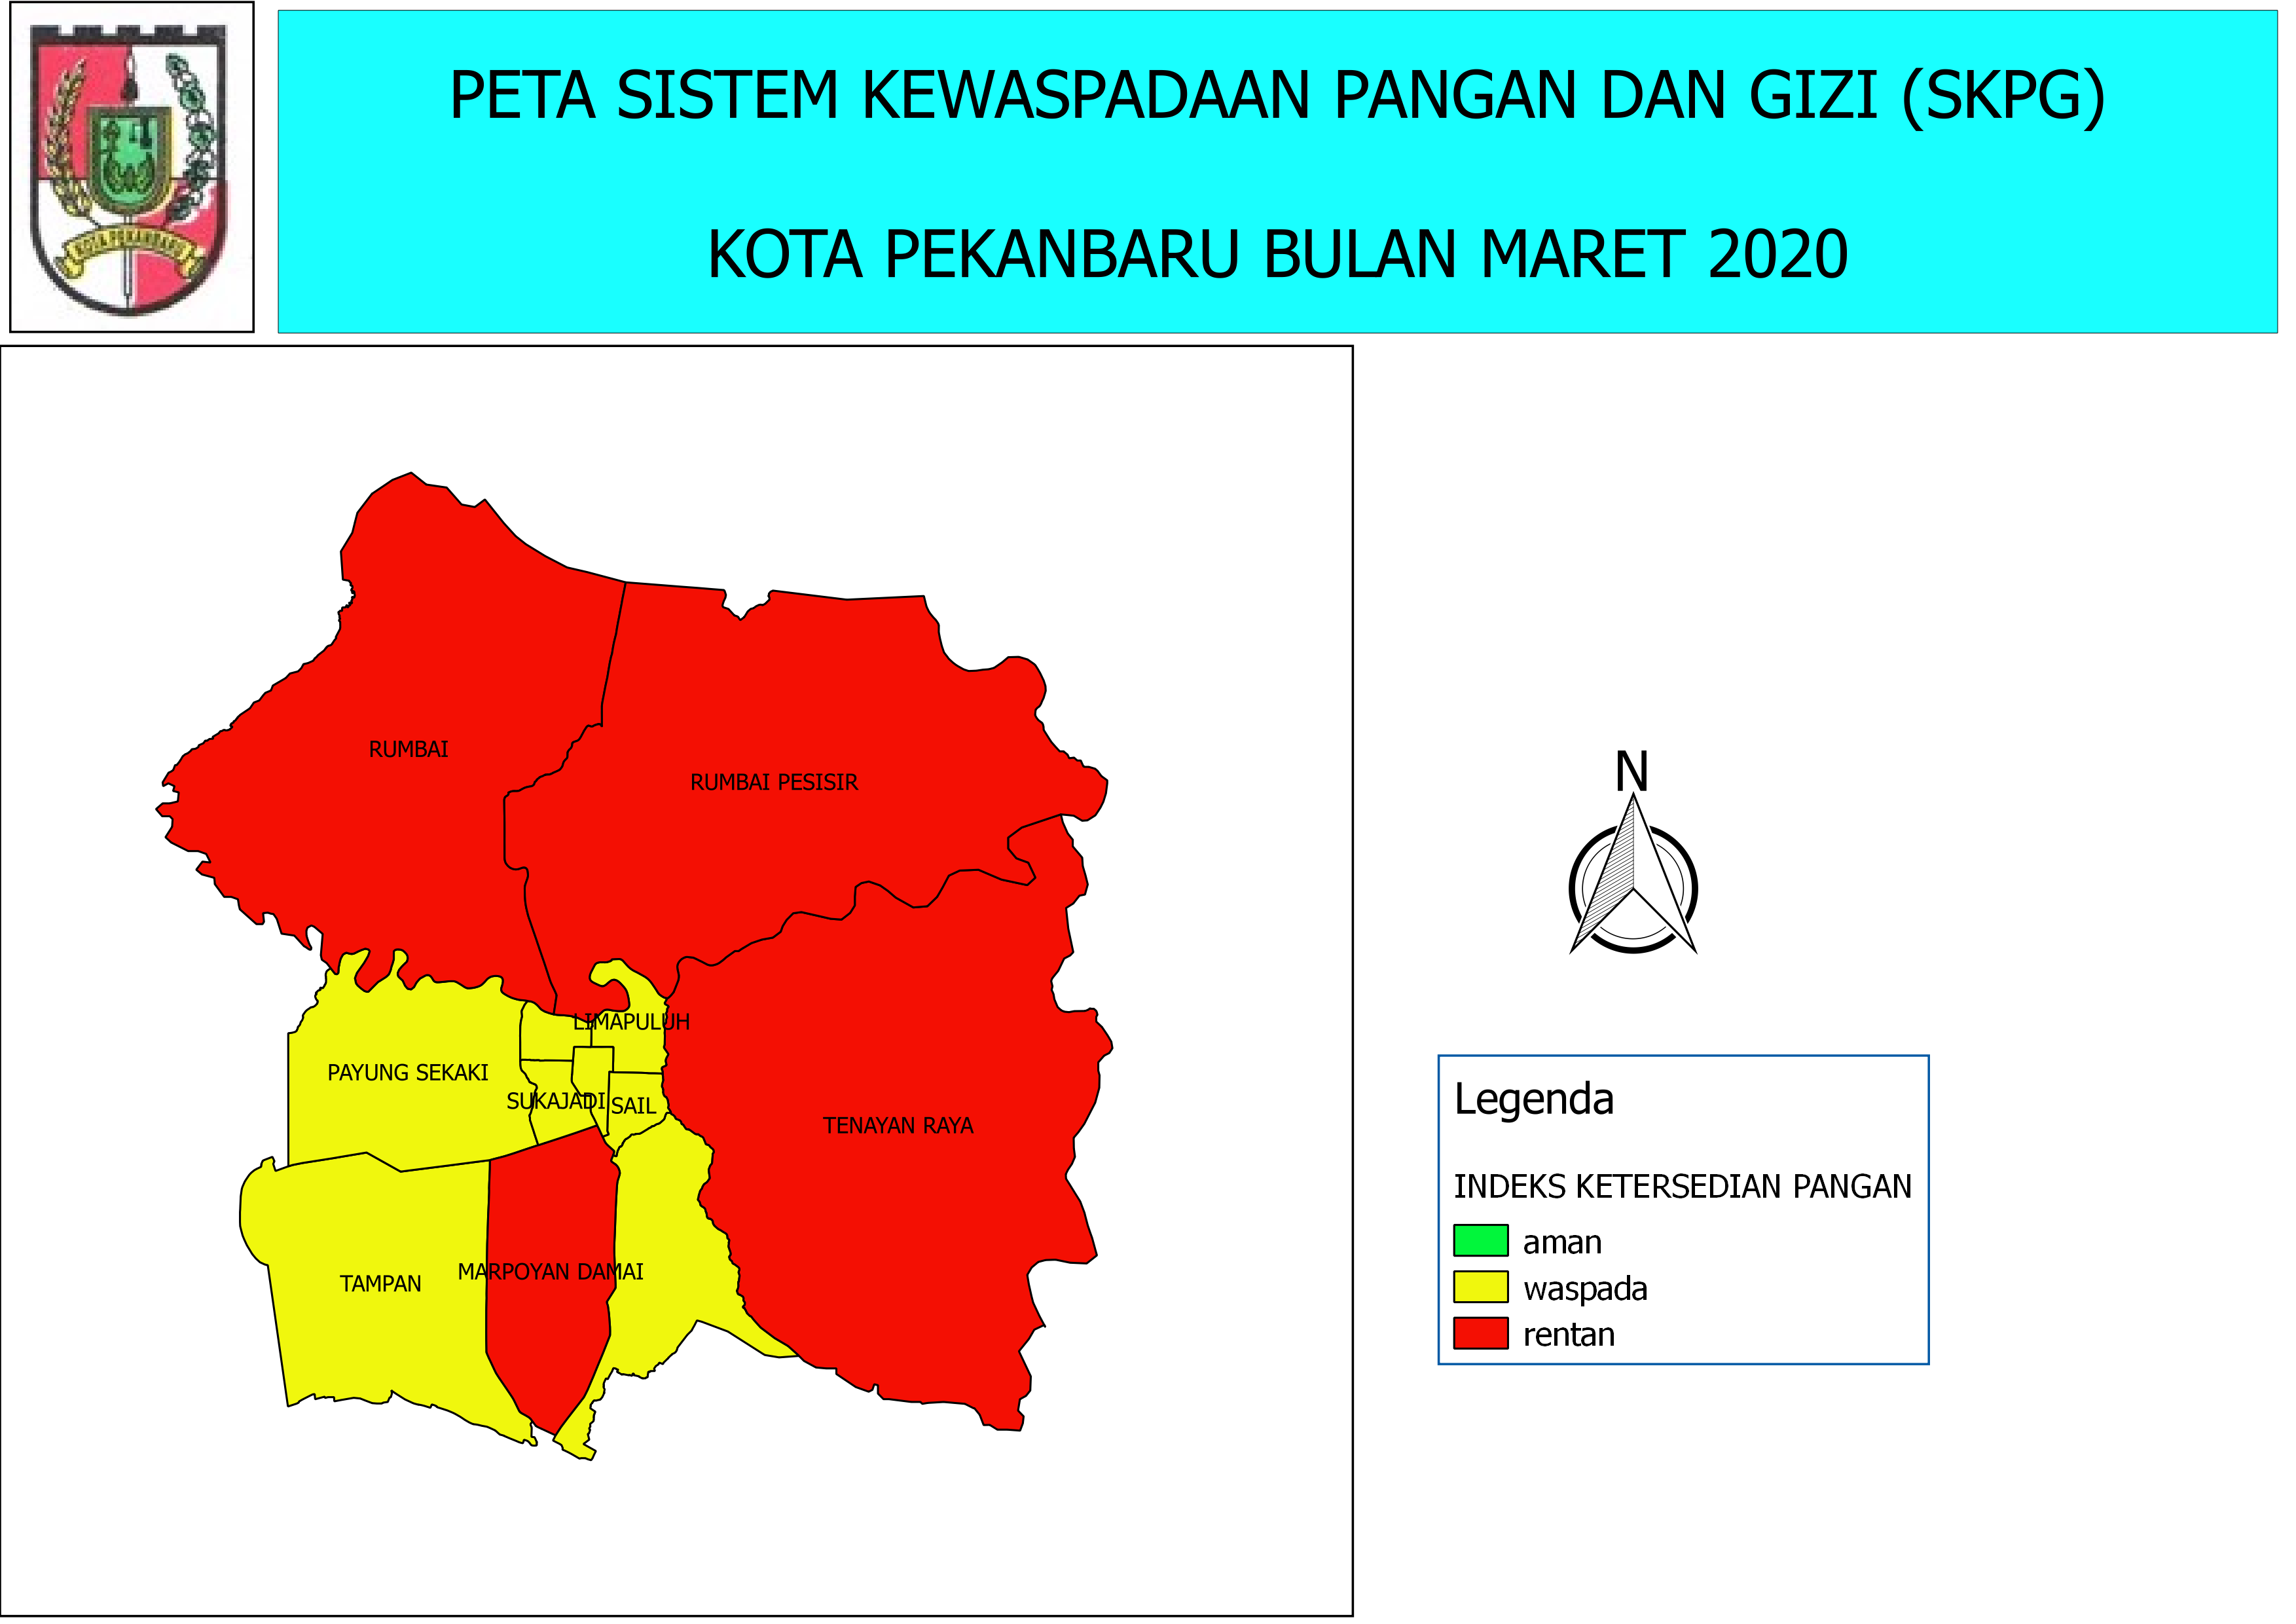 KOTA PEKANBARU
PETA SISTEM KEWASPADAAN PANGAN DAN GIZI (SKPG)
KOTA PEKANBARU BULAN MARET 2020
RUMBAI
RUMBAI PESISIR
LIMAPULUH
PAYUNG SEKAKI
SUKAJADI
SAIL
TENAYAN RAYA
MARPOYAN DAMAI
TAMPAN
N
Legenda
INDEKS KETERSEDIAN PANGAN
aman
waspada
rentan